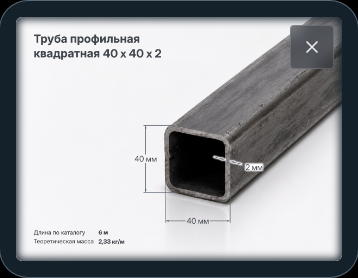 Труба профильная
квадратная 40 x 40 x 2
40 мм
2 мм
40 мм
Длина по каталогу 6 м
Теоретическая масса 2,33 кг/м